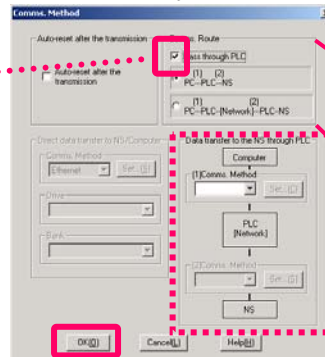 Comms. Method
Auto-reset after the transmission
Auto-reset after the
transmission
Comms. Route
Pass through PLC
(1) (2)
PC--PLC--NS
(1) (2)
PC--PLC-[Network]--PLC-NS
Direct data transfer to NS/Computer
Comms. Method
Ethernet
Set...(S)
Drive
Bank
Data transfer to the NS through PLC
Computer
(1)Comms. Method
Set...(C)
PLC
[Network]
(2)Comms. Method
Set...(S)
NS
OK(O)
Cancel(L)
Help(H)